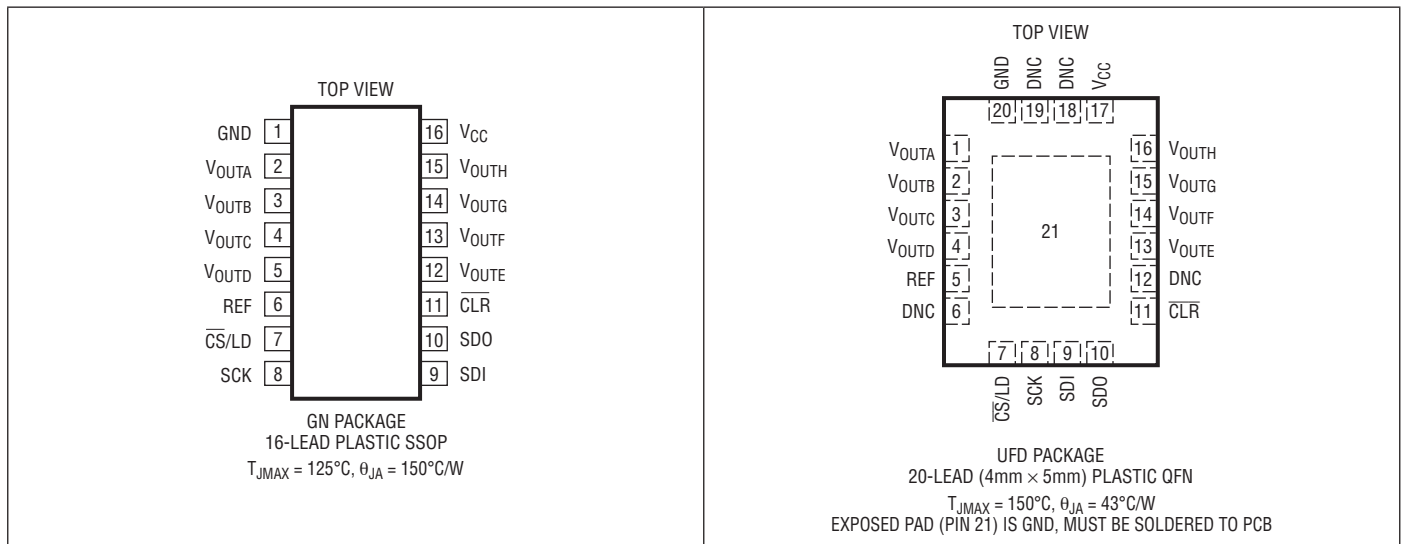 TOP VIEW
GND 1 16 VCC
VOUTA 2 15 VOUTH
VOUTB 3 14 VOUTG
VOUTC 4 13 VOUTF
VOUTD 5 12 VOUTE
REF 6 11 CLR
CS/LD 7 10 SDO
SCK 8 9 SDI
GN PACKAGE
16-LEAD PLASTIC SSOP
TJMAX = 125°C, θJA = 150°C/W
TOP VIEW
GND DNC DNC VCC
20 19 18 17
VOUTA 1 16 VOUTH
VOUTB 2 15 VOUTG
VOUTC 3 14 VOUTF
VOUTD 4 13 VOUTE
21
REF 5 12 DNC
DNC 6 11 CLR
7 8 9 10
CS/LD SCK SDI SDO
UFD PACKAGE
20-LEAD (4mm × 5mm) PLASTIC QFN
TJMAX = 150°C, θJA = 43°C/W
EXPOSED PAD (PIN 21) IS GND, MUST BE SOLDERED TO PCB